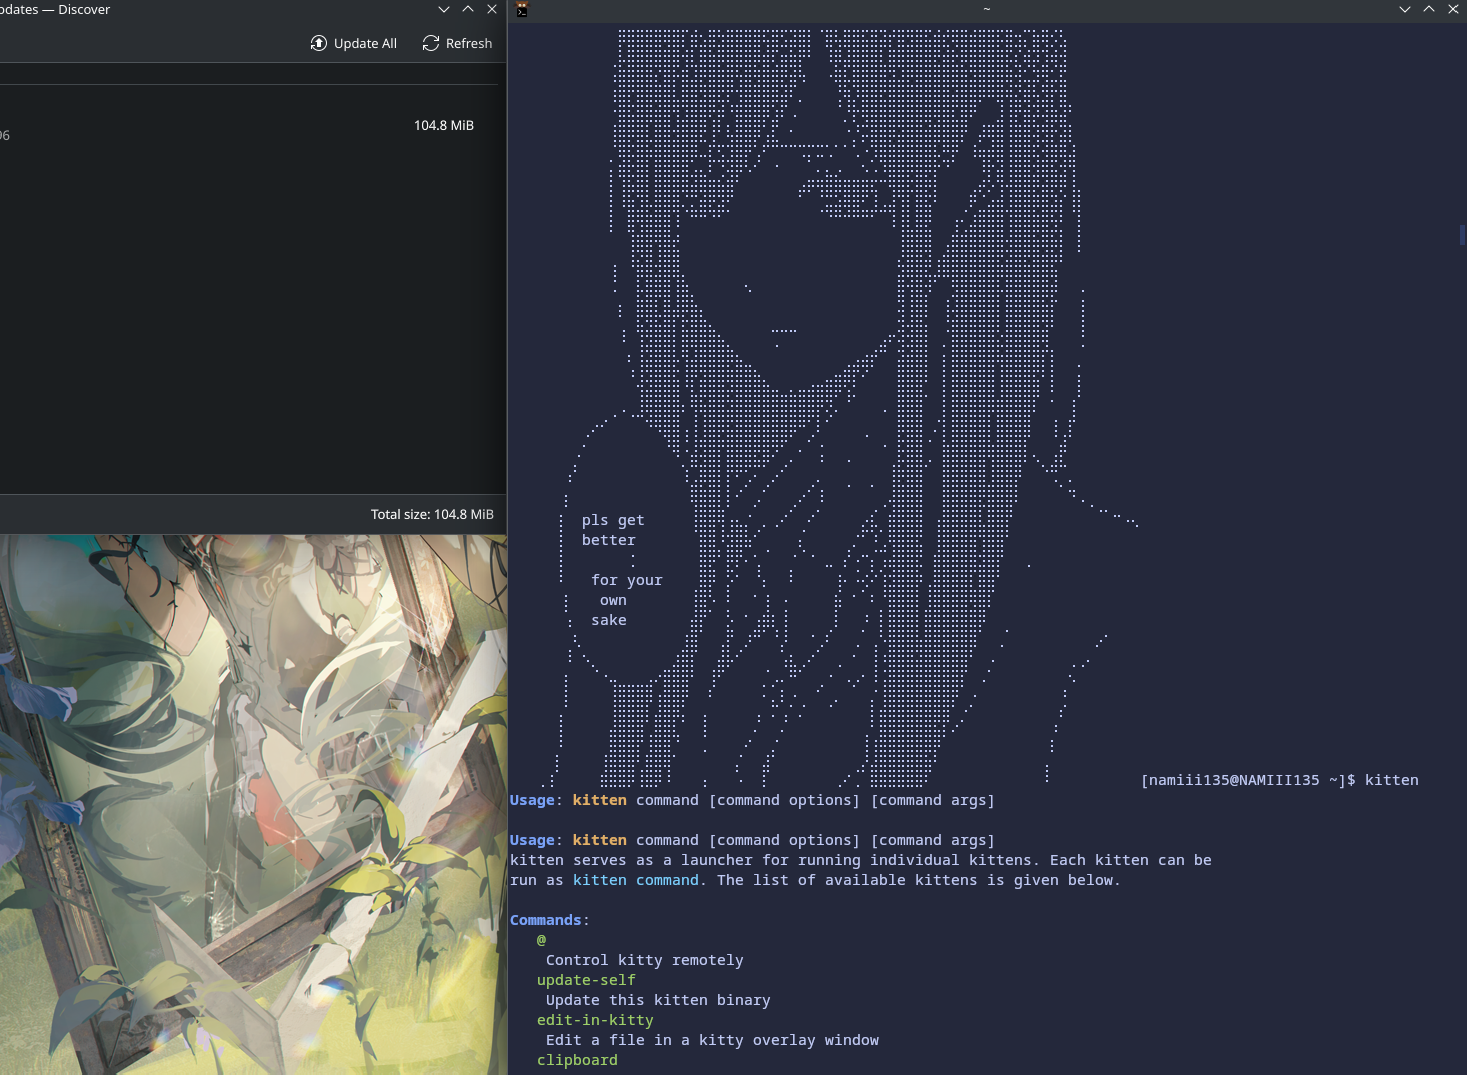 pdates — Discover
Update All
Refresh
96
104.8 MiB
Total size: 104.8 MiB
~
pls get
better
for your
own
sake
[namiii135@NAMIII135 ~]$ kitten
Usage: kitten command [command options] [command args]
Usage: kitten command [command options] [command args]
kitten serves as a launcher for running individual kittens. Each kitten can be
run as kitten command. The list of available kittens is given below.
Commands:
@
Control kitty remotely
update-self
Update this kitten binary
edit-in-kitty
Edit a file in a kitty overlay window
clipboard